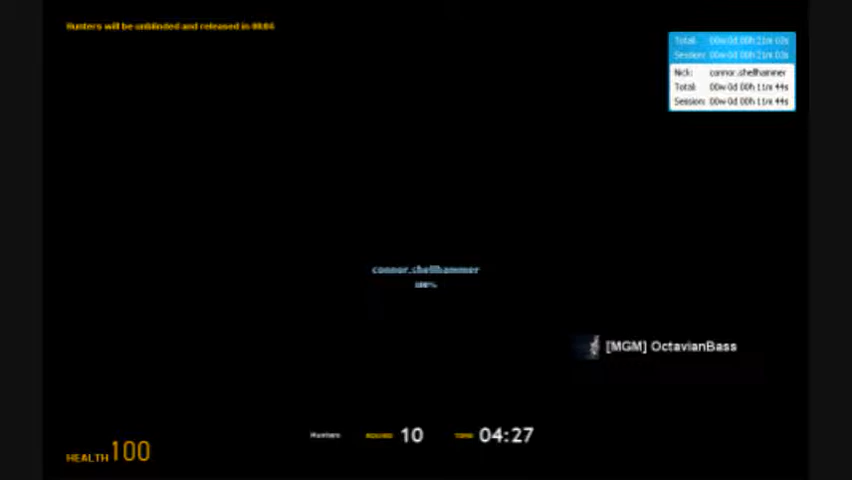 Hunters will be unblinded and released in 00:04
Total: 00w 0d 00h 21m 03s
Session: 00w 0d 00h 21m 03s
Nick: connor.shellhammer
Total: 00w 0d 00h 11m 44s
Session: 00w 0d 00h 11m 44s
connor.shellhammer
100%
[MGM] OctavianBass
Hunters ROUND 10 TIME 04:27
HEALTH 100